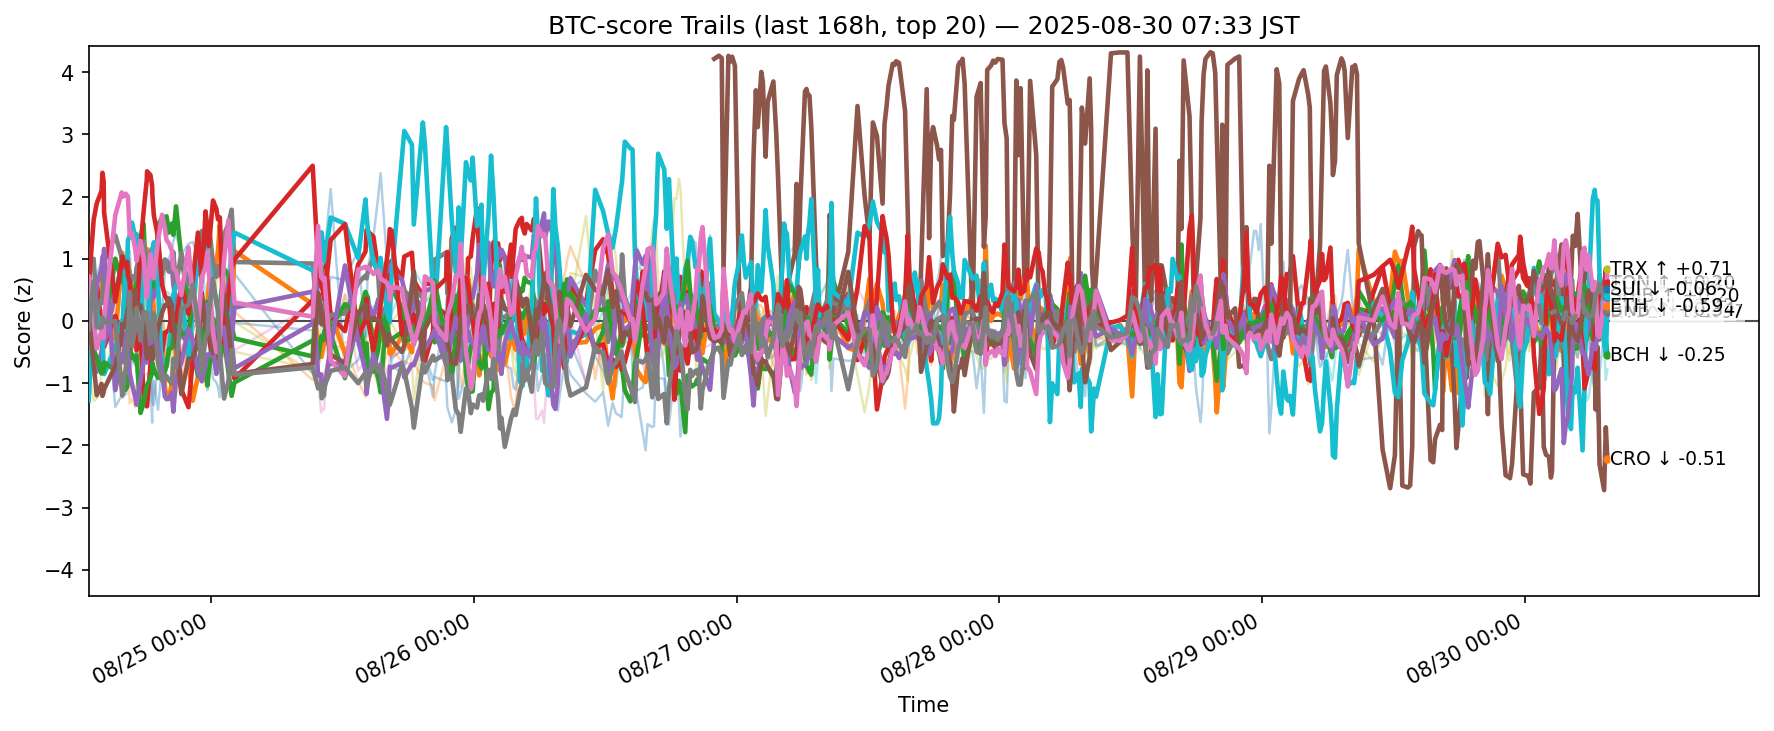 BTC-score Trails (last 168h, top 20) — 2025-08-30 07:33 JST
Score (z)
4
3
2
1
0
−1
−2
−3
−4
TRX ↑ +0.71
SUI ↓ -0.06
ETH ↓ -0.59
BCH ↓ -0.25
CRO ↓ -0.51
08/25 00:00
08/26 00:00
08/27 00:00
08/28 00:00
08/29 00:00
08/30 00:00
Time